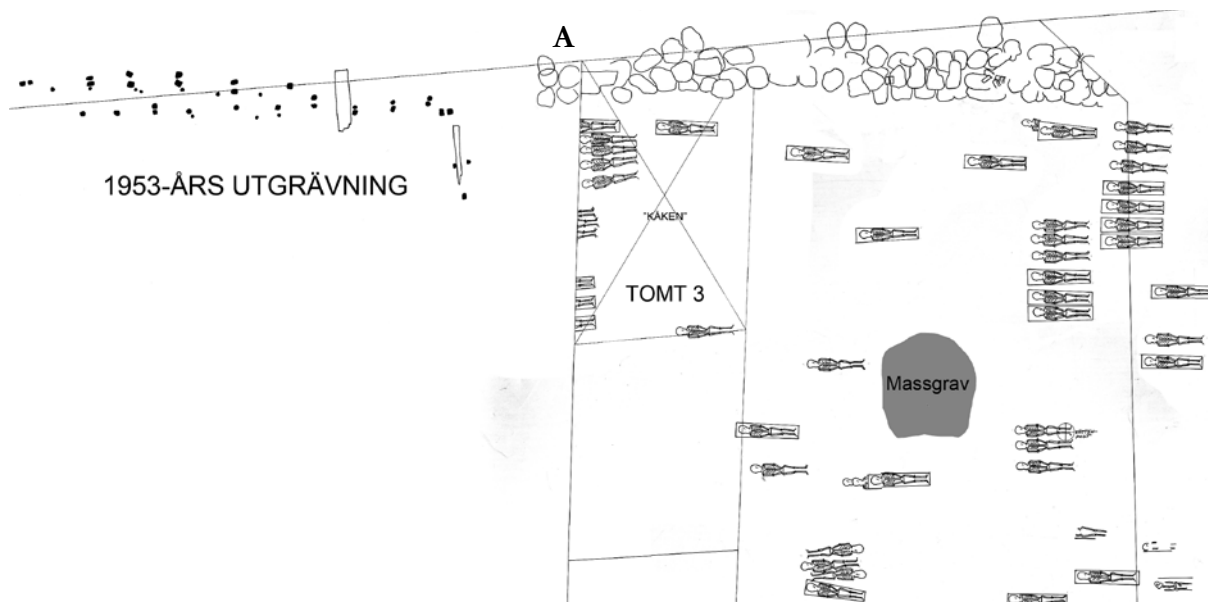 A
1953-ÅRS UTGRÄVNING
"KÅKEN"
TOMT 3
Massgrav